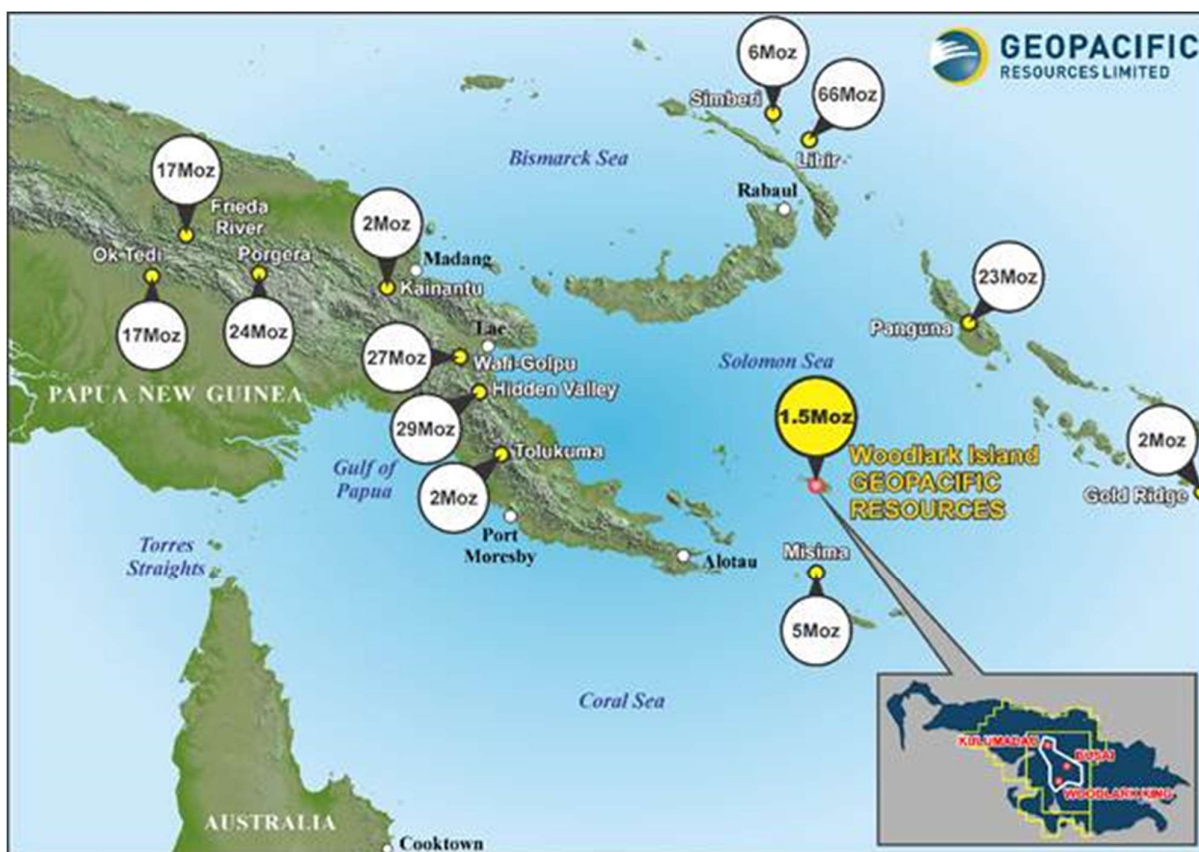 GEOPACIFIC
RESOURCES LIMITED
6Moz
Simberi
66Moz
Libir
Bismarck Sea
Rabaul
17Moz
Frieda
River
Ok Tedi
Porgera
17Moz
24Moz
2Moz
Madang
Kainantu
Lae
27Moz
Wafi-Golpu
Hidden Valley
29Moz
Tolukuma
2Moz
PAPUA NEW GUINEA
Gulf of
Papua
Port
Moresby
Alotau
23Moz
Panguna
Solomon Sea
1.5Moz
Woodlark Island
GEOPACIFIC
RESOURCES
2Moz
Gold Ridge
Misima
5Moz
Torres
Straights
Coral Sea
AUSTRALIA
Cooktown
KULUMADAU
BUSAI
WOODLARK KING